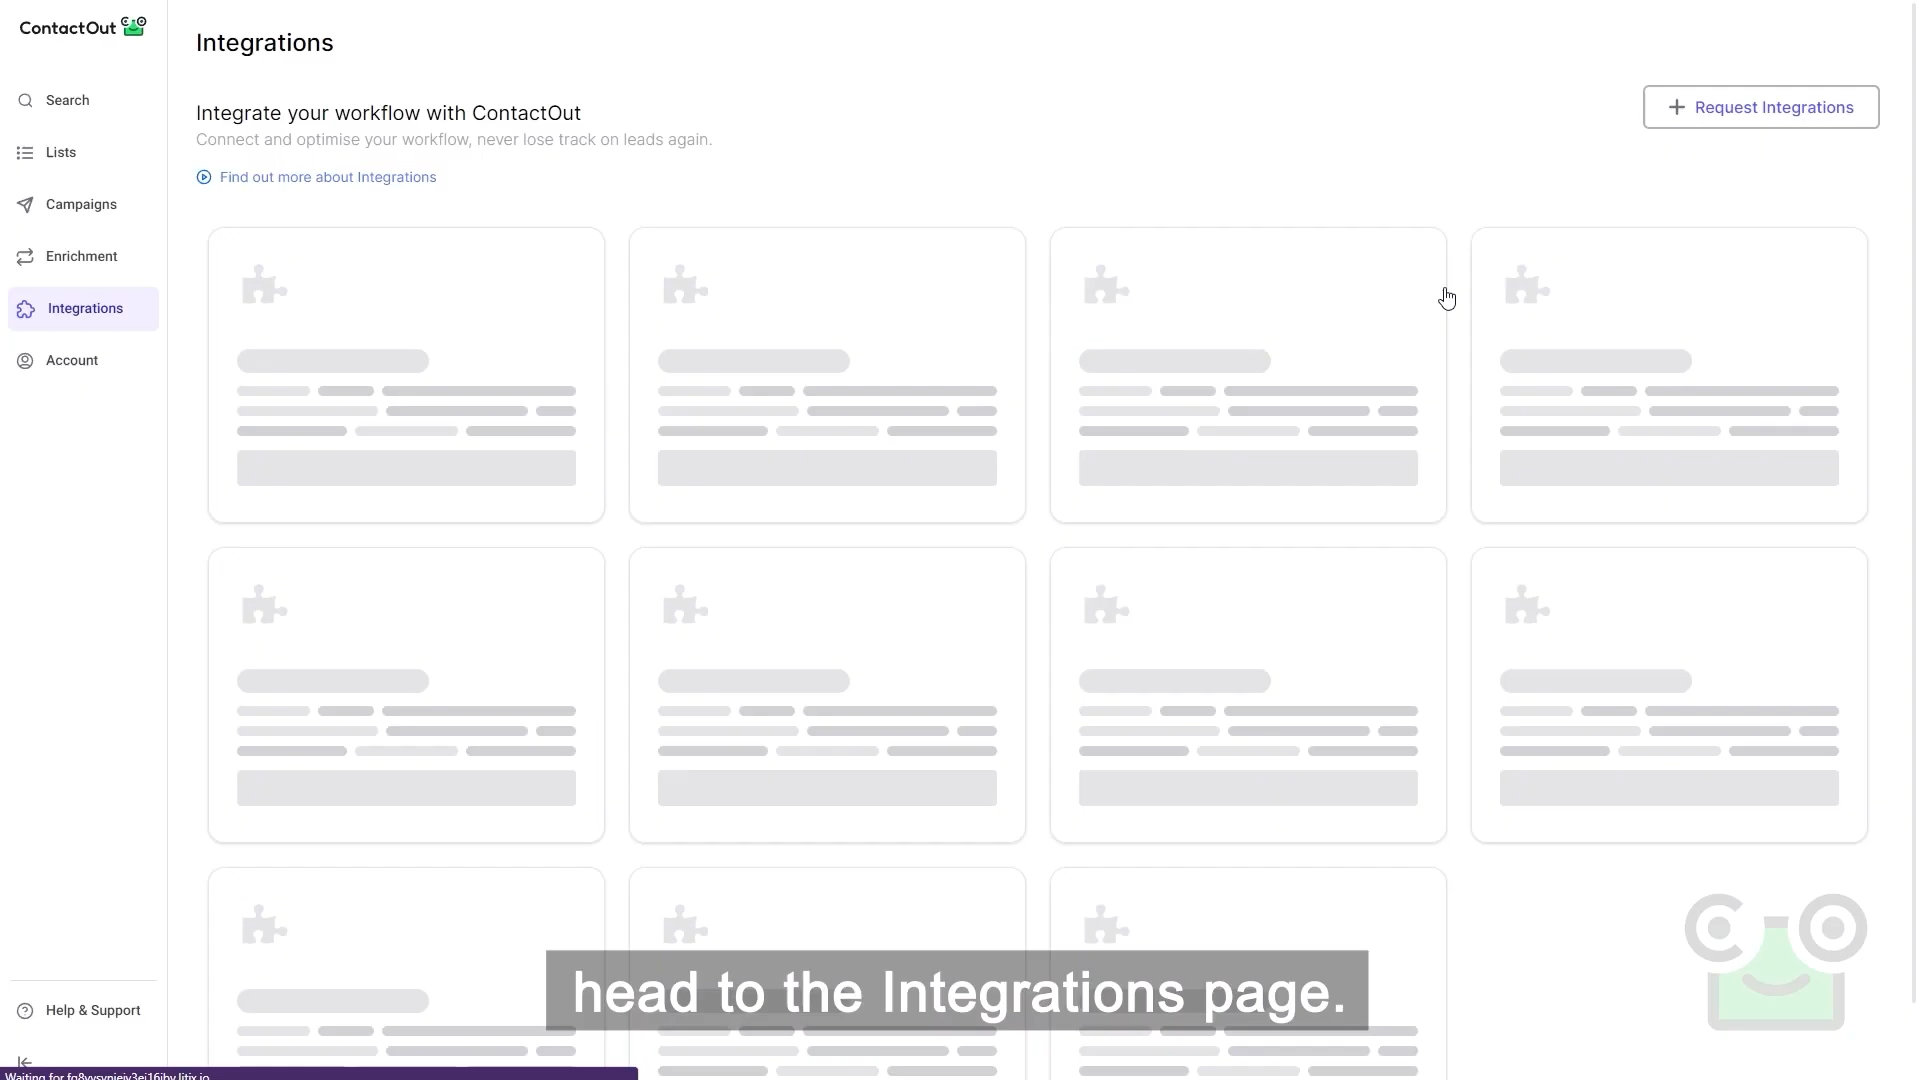 ContactOut
Search
Lists
Campaigns
Enrichment
Integrations
Account
Help & Support
Integrations
Integrate your workflow with ContactOut
Connect and optimise your workflow, never lose track on leads again.
Find out more about Integrations
Request Integrations
head to the Integrations page.
Waiting for